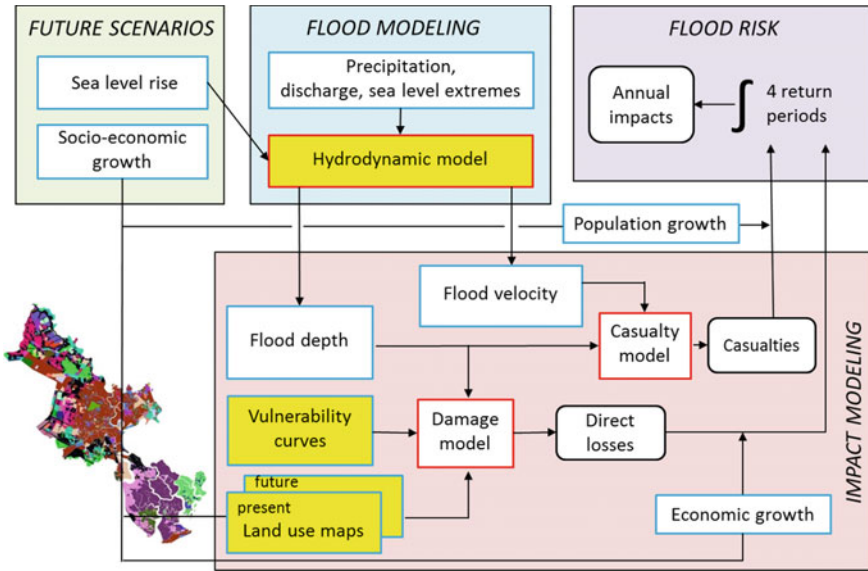 FUTURE SCENARIOS
Sea level rise
Socio-economic
growth
FLOOD MODELING
Precipitation,
discharge, sea level extremes
Hydrodynamic model
FLOOD RISK
Annual
impacts
∫ 4 return
periods
Population growth
Flood velocity
Flood depth
Casualty
model
Casualties
Vulnerability
curves
Damage
model
Direct
losses
future
present
Land use maps
Economic growth
IMPACT MODELING